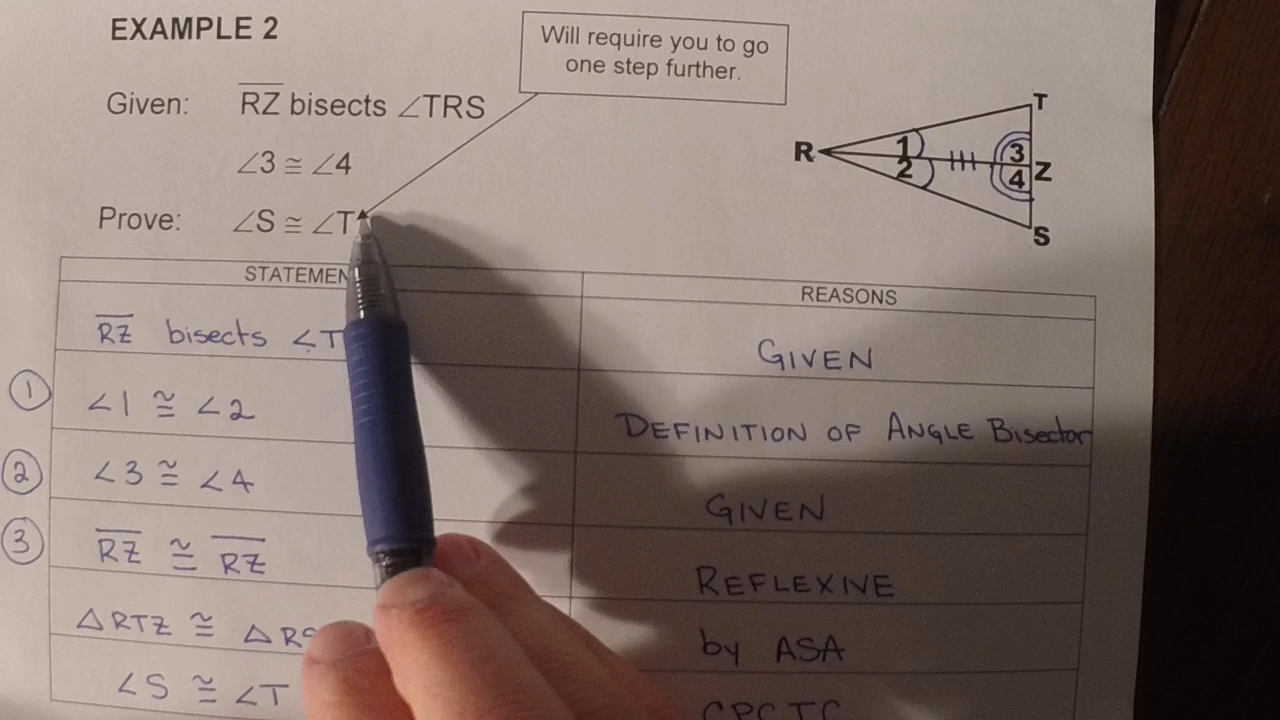 EXAMPLE 2
Will require you to go
one step further.
Given: RZ bisects ∠TRS
∠3 ≅ ∠4
Prove: ∠S ≅ ∠T
R
1
2
3
4
T
Z
S
REASONS
RZ bisects
GIVEN
1
∠1 ≅ ∠2
DEFINITION OF ANGLE Bisector
2
∠3 ≅ ∠4
GIVEN
3
RZ ≅ RZ
REFLEXIVE
△RTZ ≅
by ASA
∠S ≅ ∠T
CPCTC